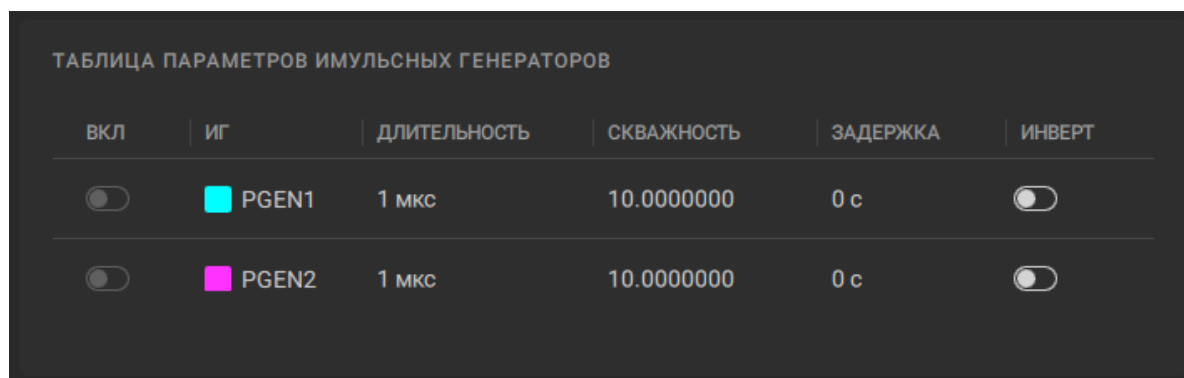 ТАБЛИЦА ПАРАМЕТРОВ ИМУЛЬСНЫХ ГЕНЕРАТОРОВ
ВКЛ ИГ ДЛИТЕЛЬНОСТЬ СКВАЖНОСТЬ ЗАДЕРЖКА ИНВЕРТ
PGEN1 1 мкс 10.0000000 0 с
PGEN2 1 мкс 10.0000000 0 с